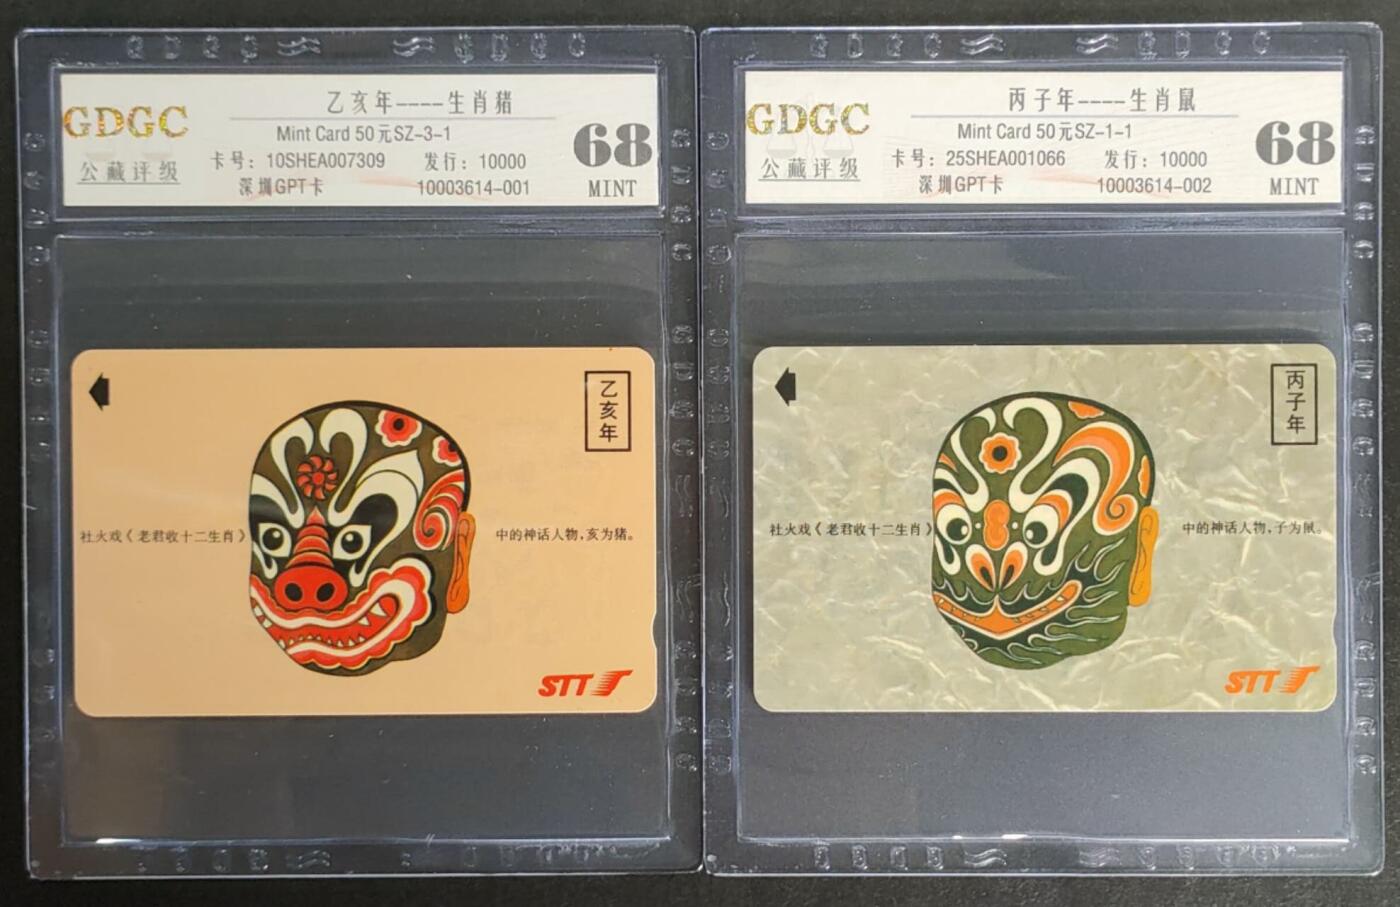 GDGC
公藏评级
乙亥年----生肖猪
Mint Card 50元SZ-3-1
卡号：10SHEA007309 发行：10000
深圳GPT卡 10003614-001
68
MINT
乙亥年
社火戏《老君收十二生肖》中的神话人物，亥为猪。
STT
GDGC
公藏评级
丙子年----生肖鼠
Mint Card 50元SZ-1-1
卡号：25SHEA001066 发行：10000
深圳GPT卡 10003614-002
68
MINT
丙子年
社火戏《老君收十二生肖》中的神话人物，子为鼠。
STT